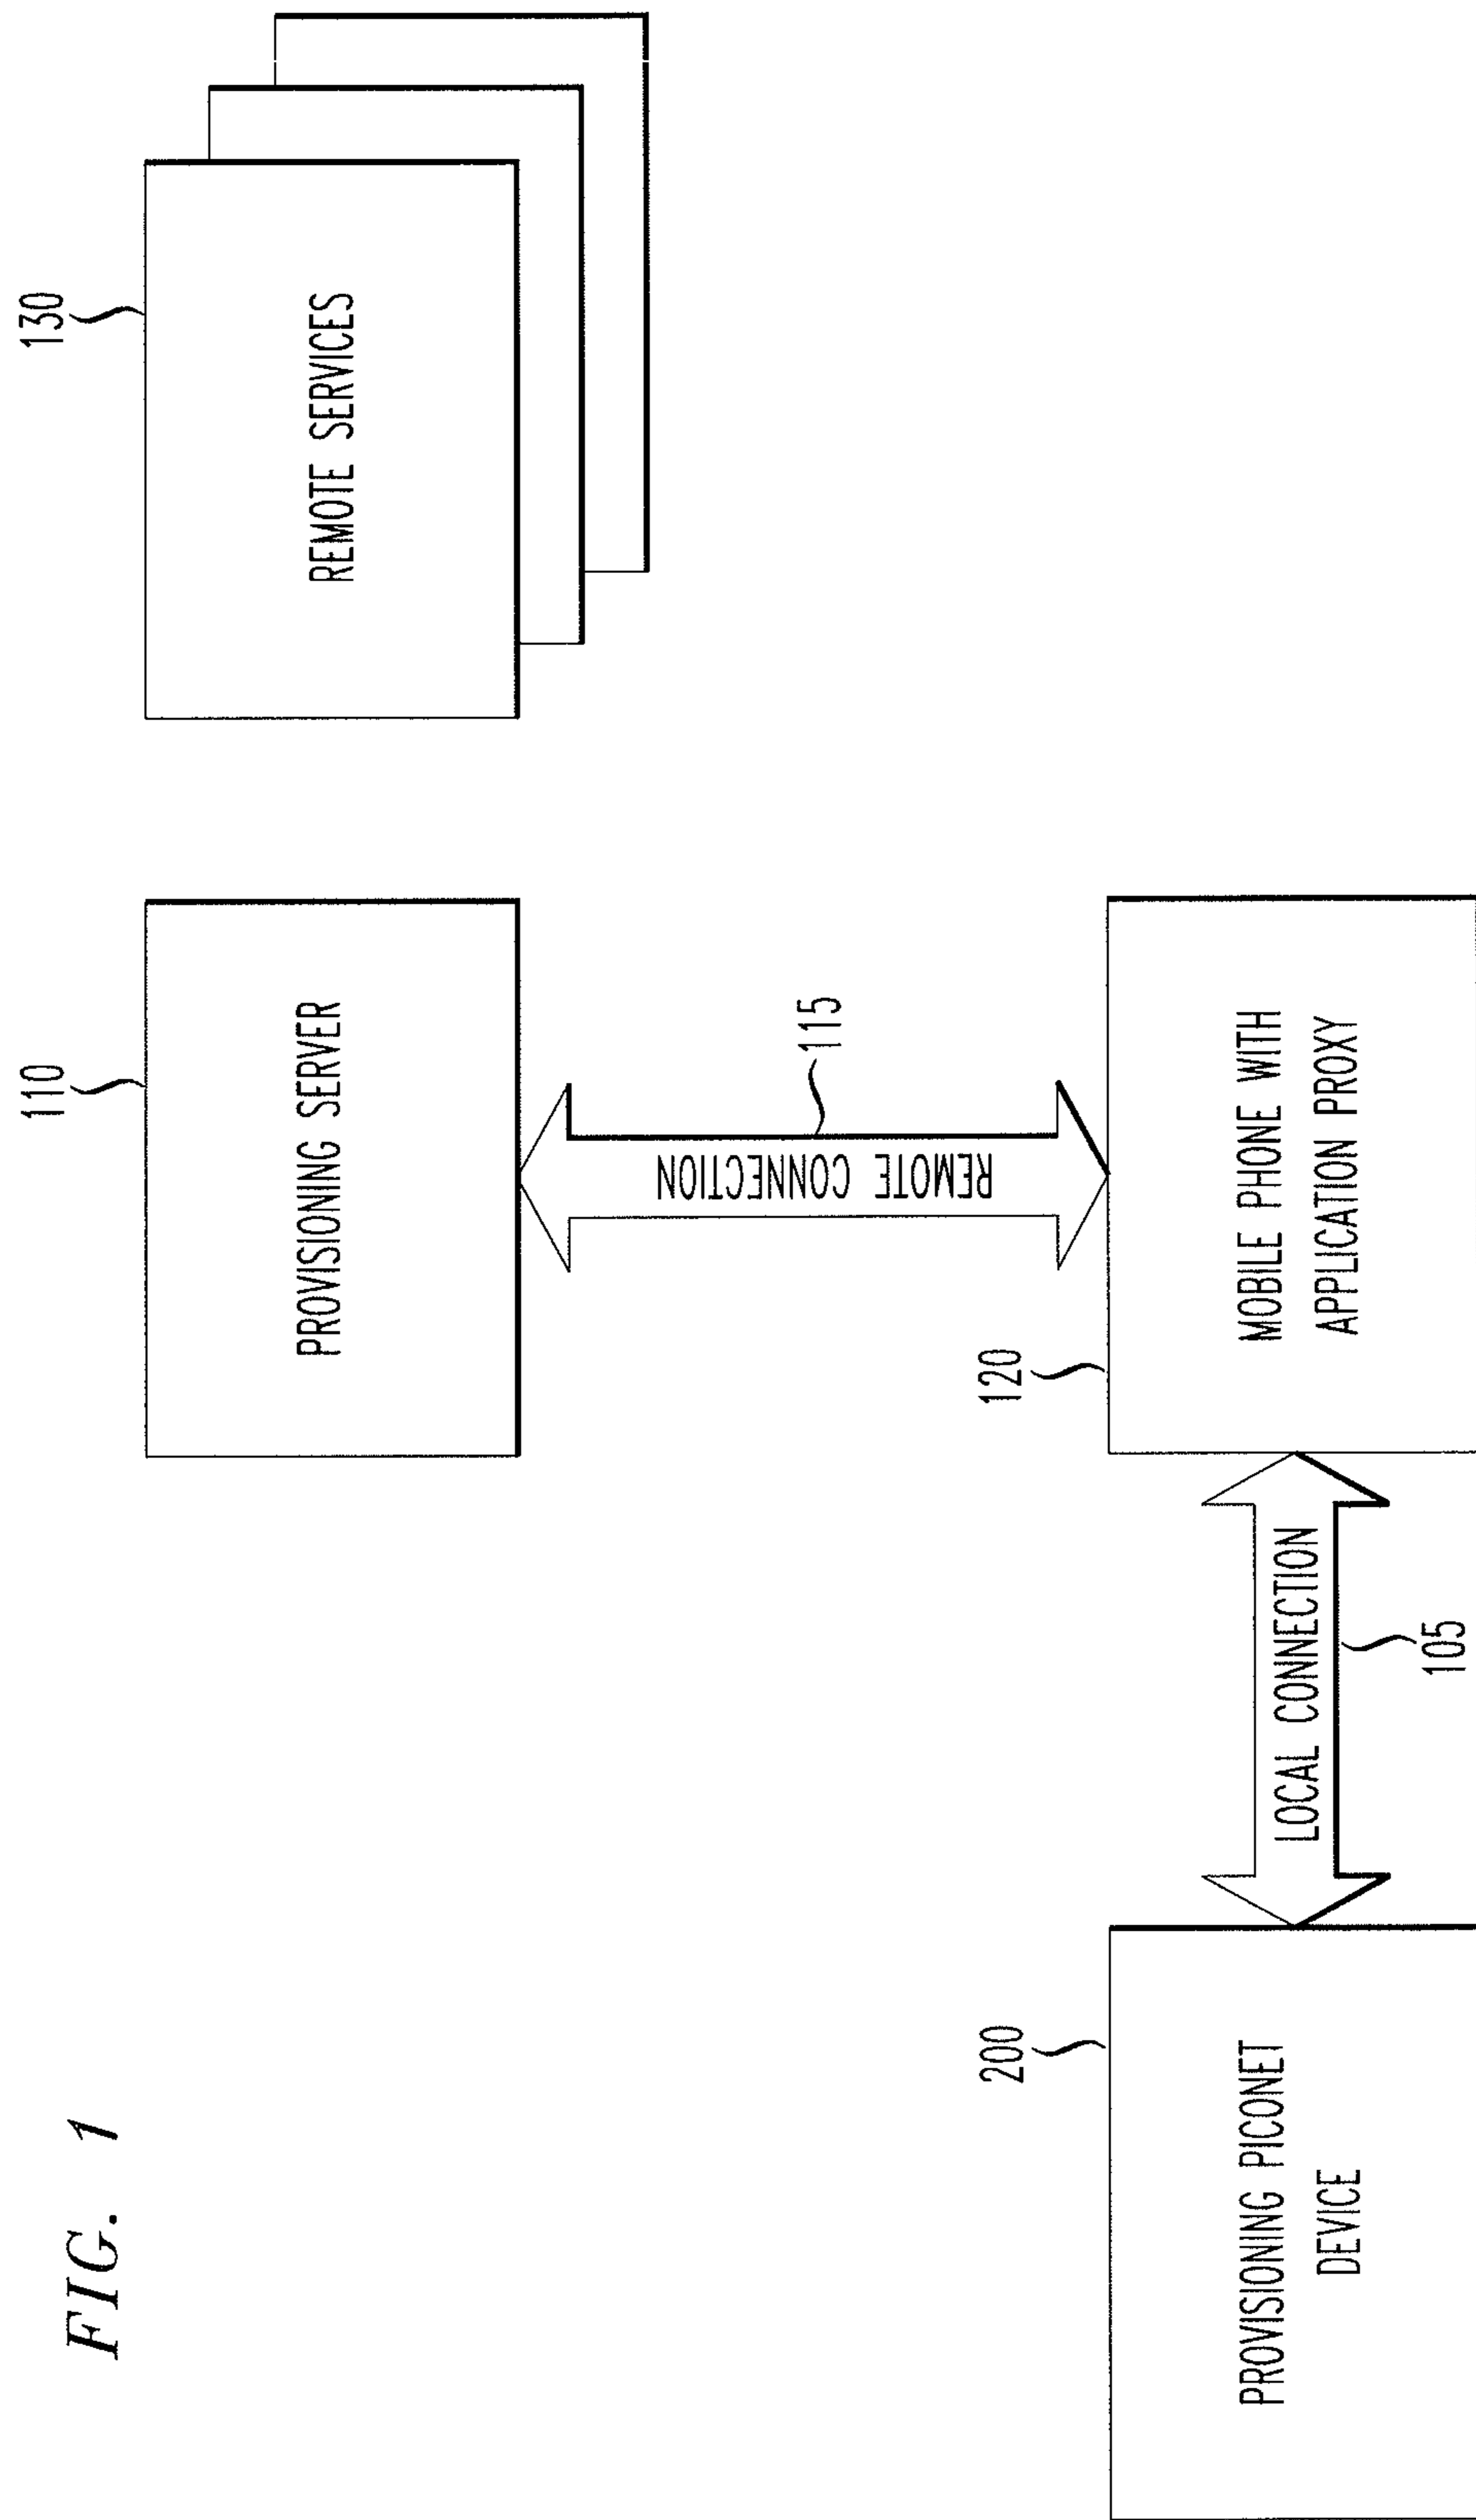 FIG. 1
110
PROVISIONING SERVER
130
REMOTE SERVICES
REMOTE CONNECTION
115
200
PROVISIONING PICONET
DEVICE
LOCAL CONNECTION
105
120
MOBILE PHONE WITH
APPLICATION PROXY